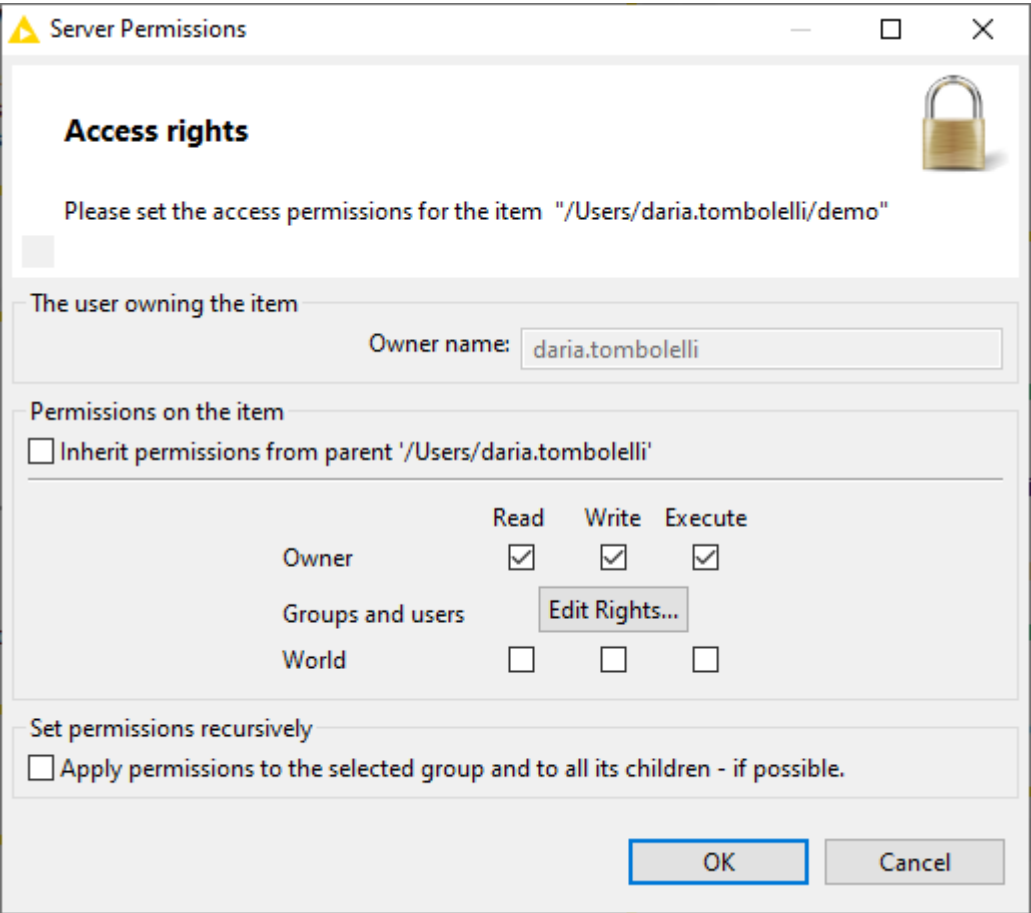 Server Permissions
Access rights
Please set the access permissions for the item  "/Users/daria.tombolelli/demo"
The user owning the item
Owner name: daria.tombolelli
Permissions on the item
Inherit permissions from parent '/Users/daria.tombolelli'
Read Write Execute
Owner
Groups and users Edit Rights...
World
Set permissions recursively
Apply permissions to the selected group and to all its children - if possible.
OK Cancel